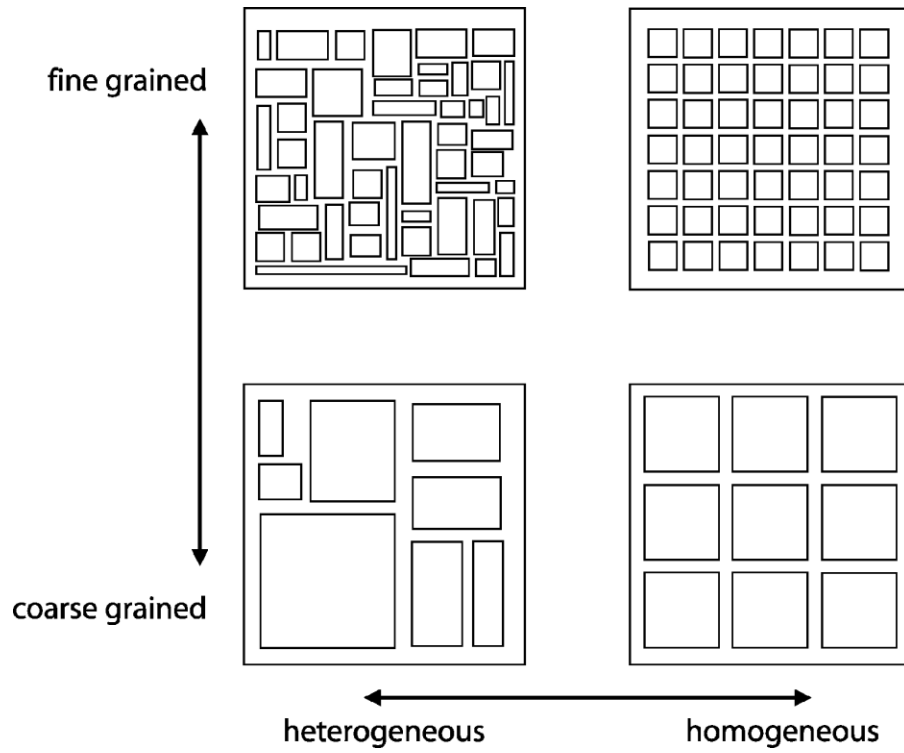 fine grained
coarse grained
heterogeneous
homogeneous